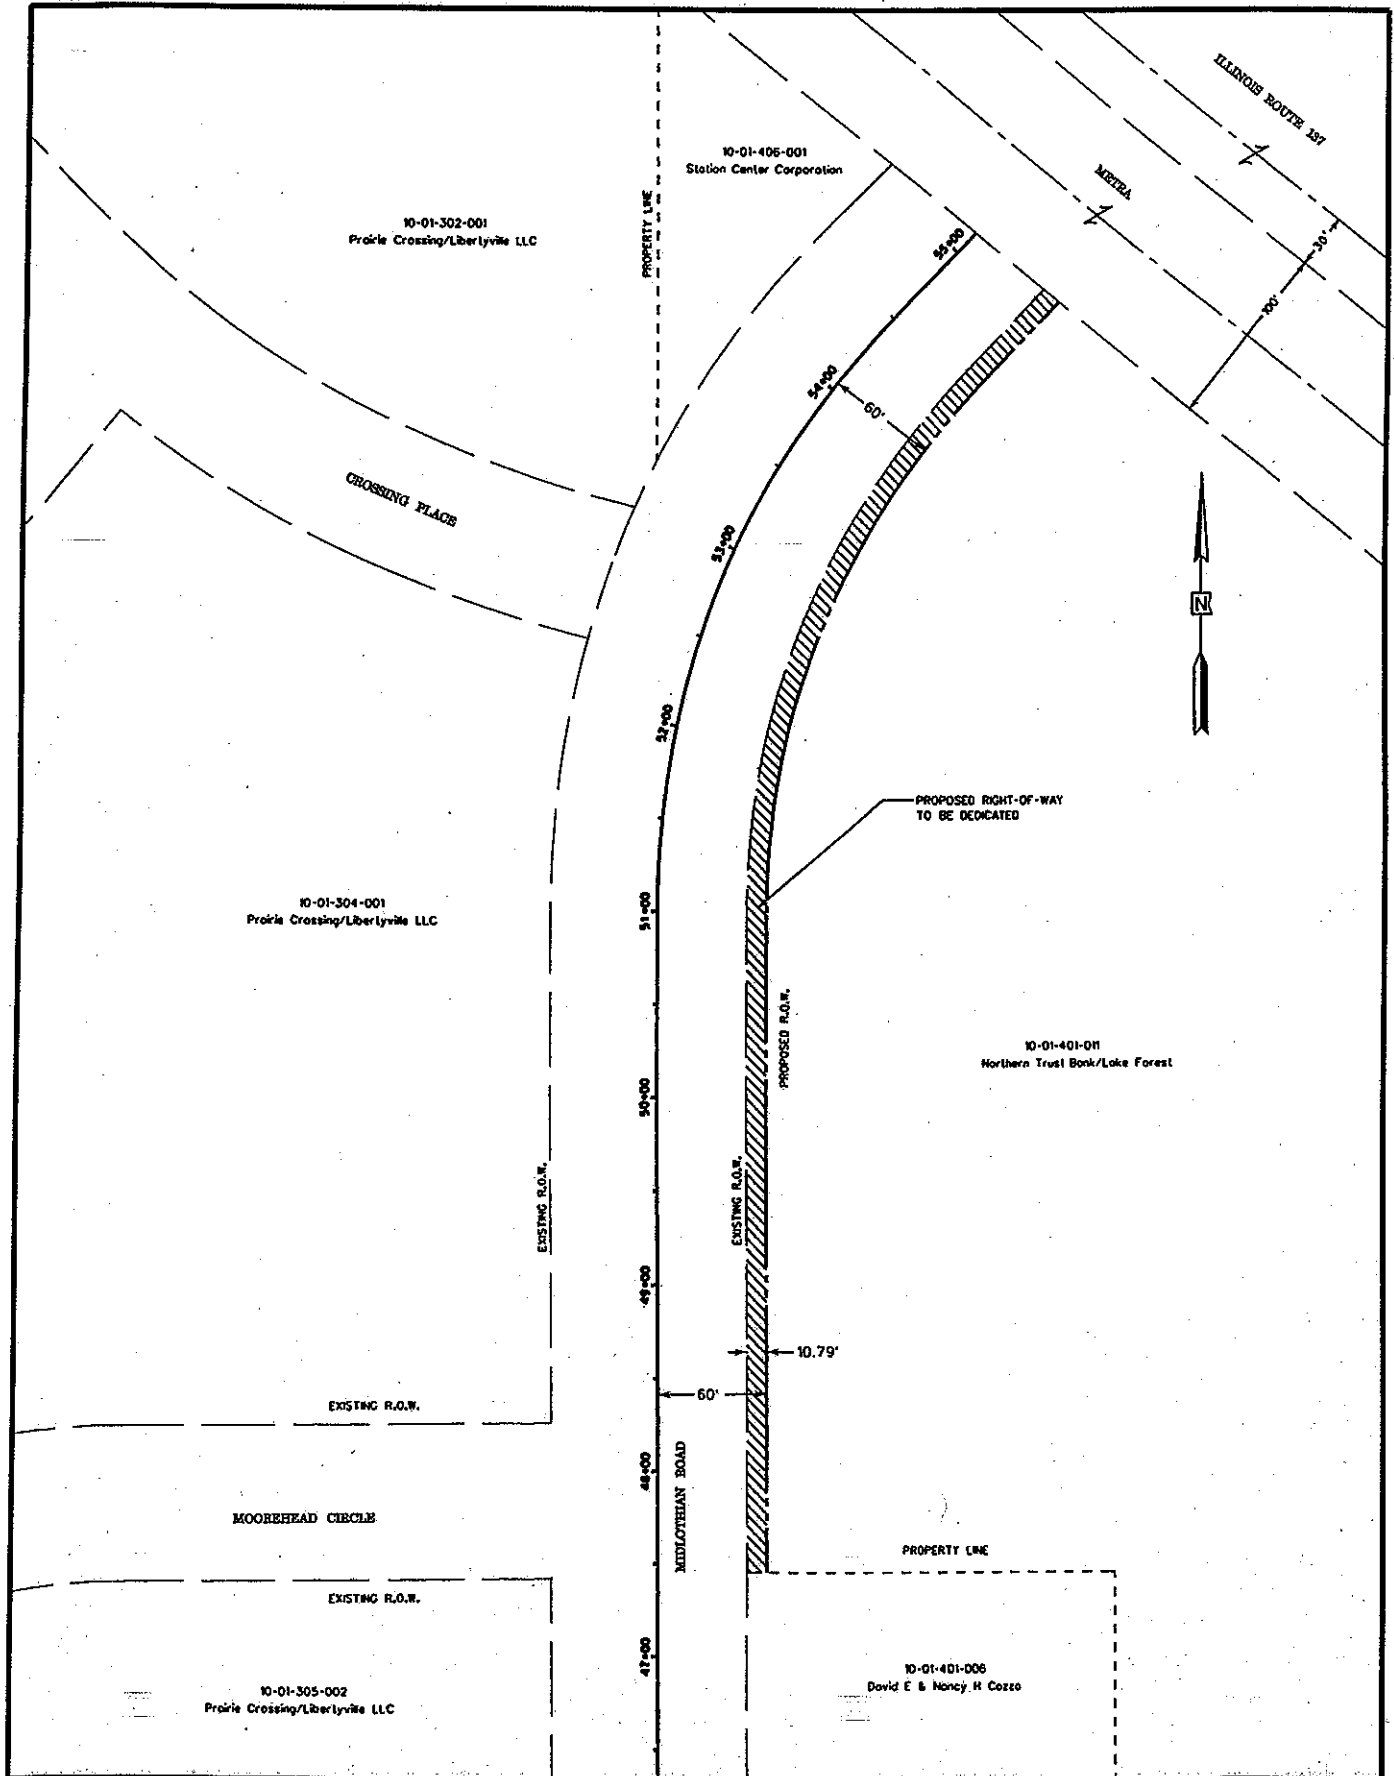 ILLINOIS ROUTE 137
METRA
10-01-406-001
Station Center Corporation
10-01-302-001
Prairie Crossing/Libertyville LLC
PROPERTY LINE
30'
100'
55+00
54+00
60'
CROSSING PLACE
53+00
N
52+00
PROPOSED RIGHT-OF-WAY
TO BE DEDICATED
10-01-304-001
Prairie Crossing/Libertyville LLC
51+00
PROPOSED R.O.W.
10-01-401-011
Northern Trust Bank/Lake Forest
50+00
EXISTING R.O.W.
EXISTING R.O.W.
49+00
10.79'
60'
EXISTING R.O.W.
48+00
MIDLOTHIAN ROAD
MOOREHEAD CIRCLE
PROPERTY LINE
EXISTING R.O.W.
47+00
10-01-305-002
Prairie Crossing/Libertyville LLC
10-01-401-006
David E & Nancy H Cozzo